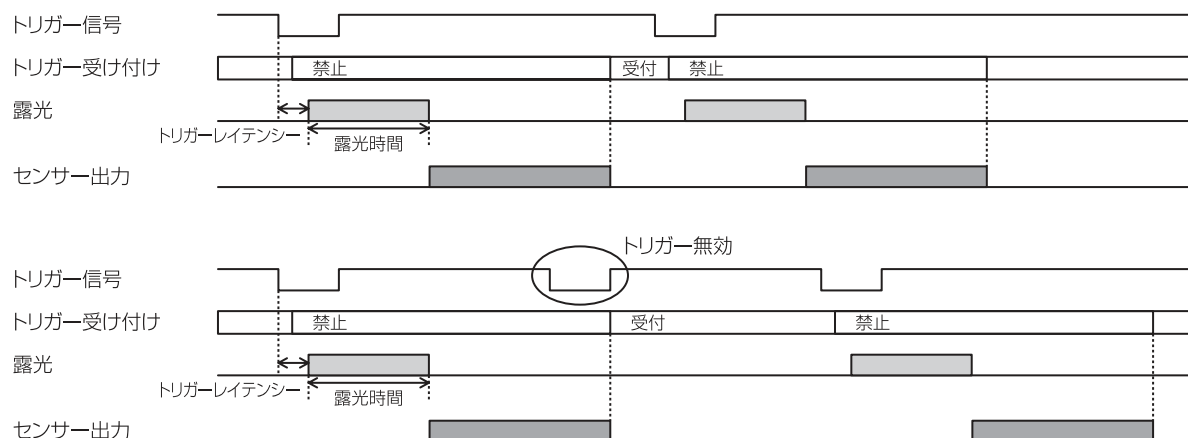 トリガー信号
トリガー受け付け
禁止 受付 禁止
露光
トリガーレイテンシー
露光時間
センサー出力
トリガー無効
トリガー信号
トリガー受け付け
禁止 受付 禁止
露光
トリガーレイテンシー
露光時間
センサー出力